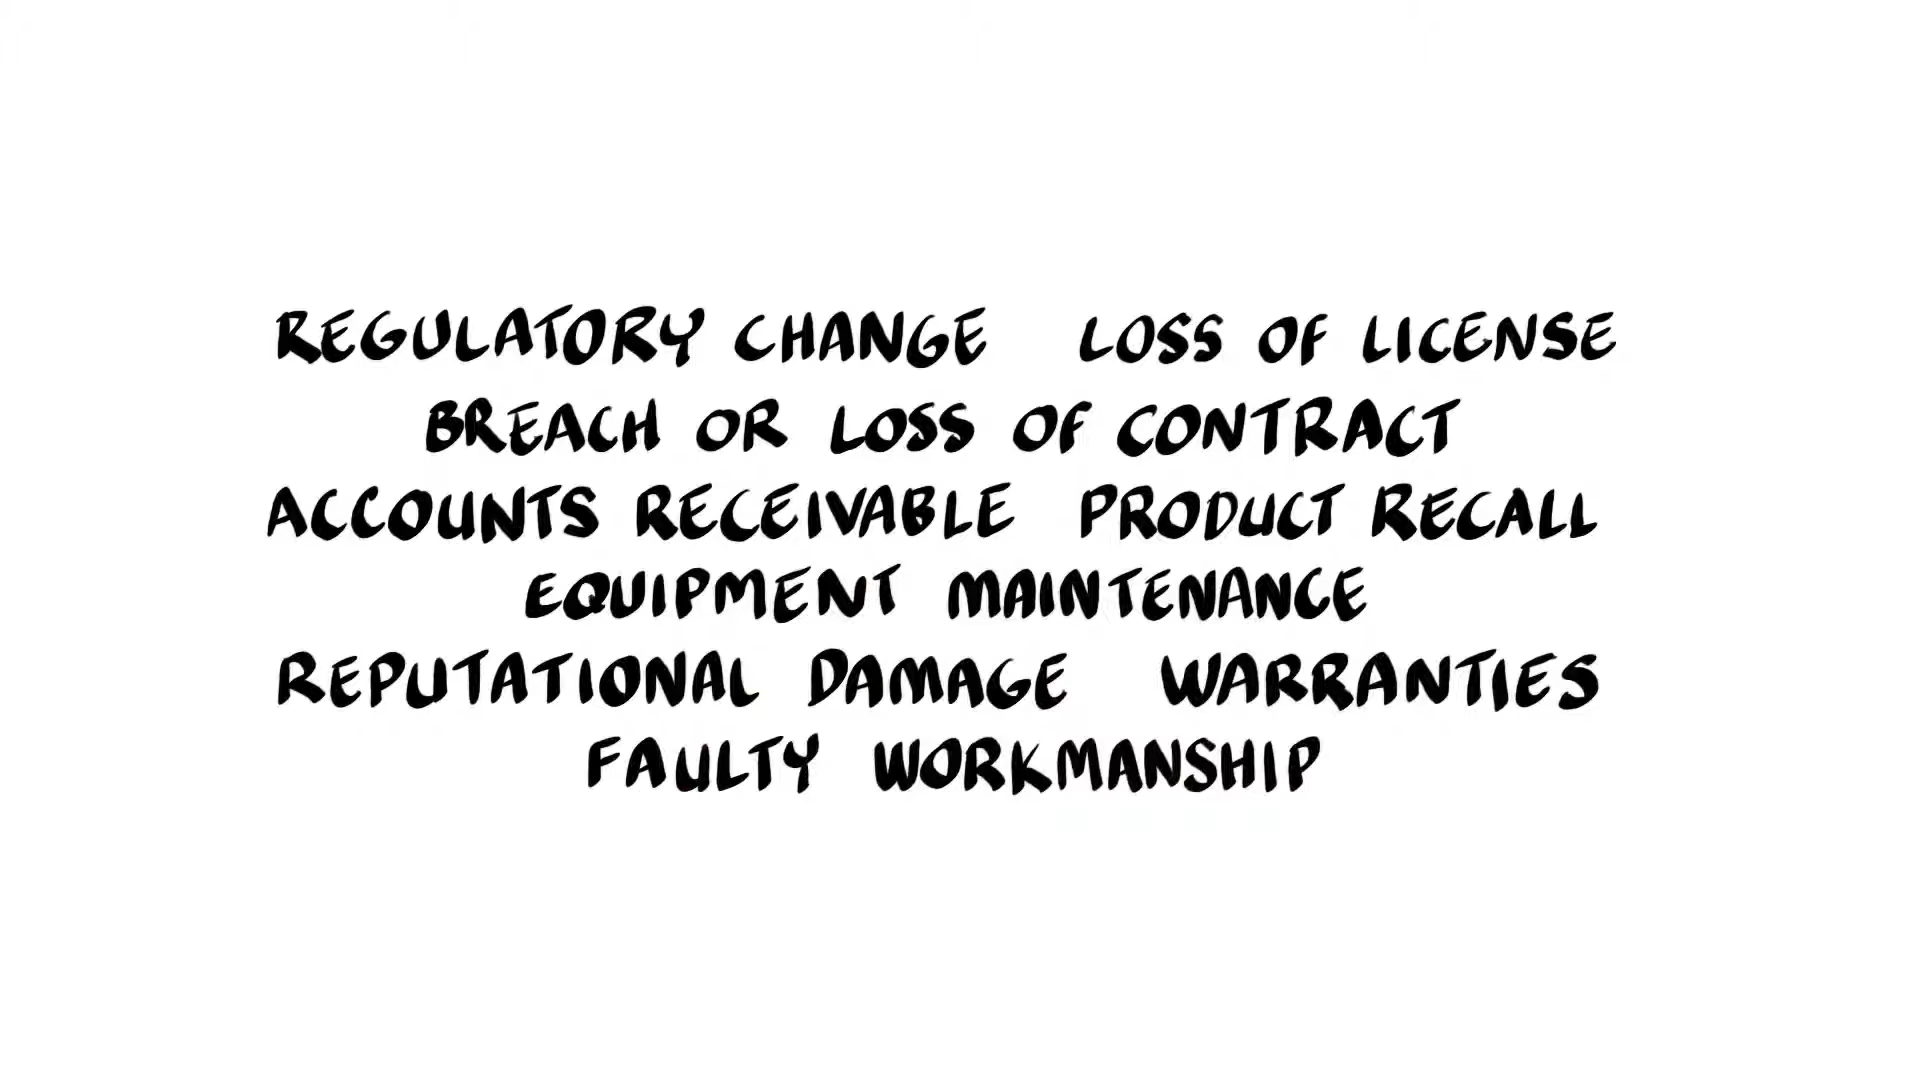 REGULATORY CHANGE LOSS OF LICENSE
BREACH OR LOSS OF CONTRACT
ACCOUNTS RECEIVABLE PRODUCT RECALL
EQUIPMENT MAINTENANCE
REPUTATIONAL DAMAGE WARRANTIES
FAULTY WORKMANSHIP